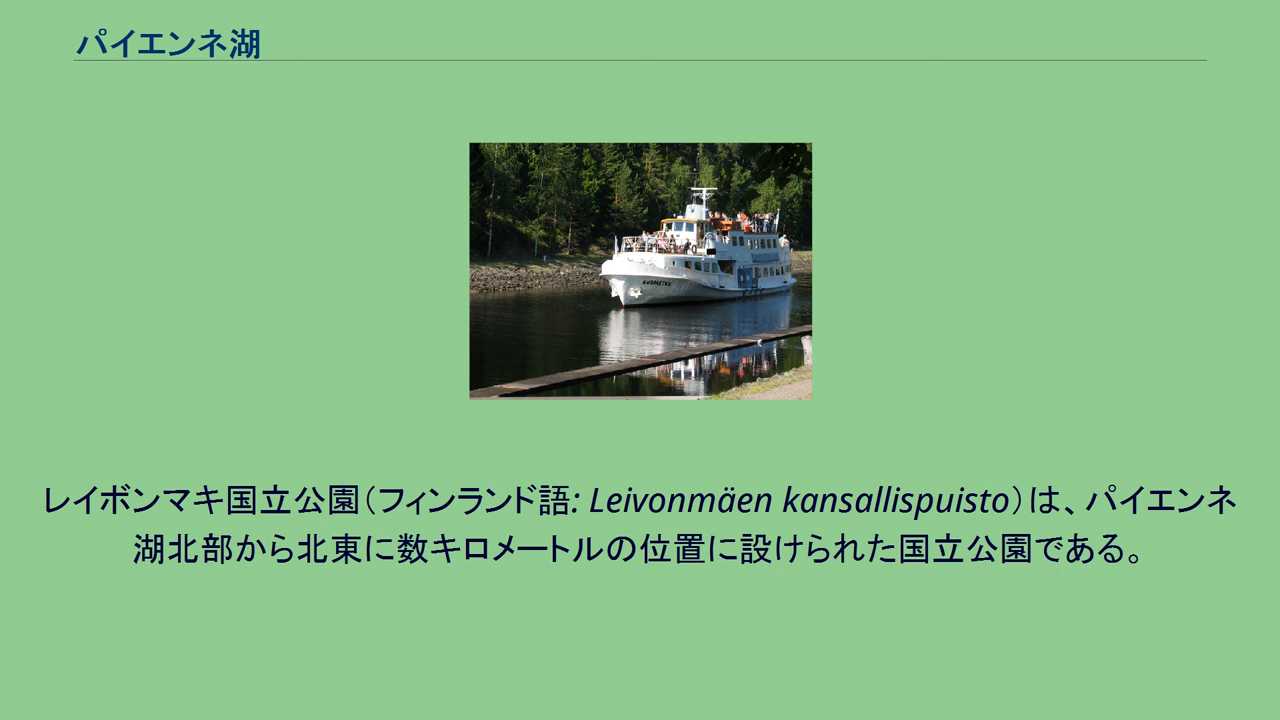 パイエンネ湖
レイボンマキ国立公園（フィンランド語: Leivonmäen kansallispuisto）は、パイエンネ
湖北部から北東に数キロメートルの位置に設けられた国立公園である。